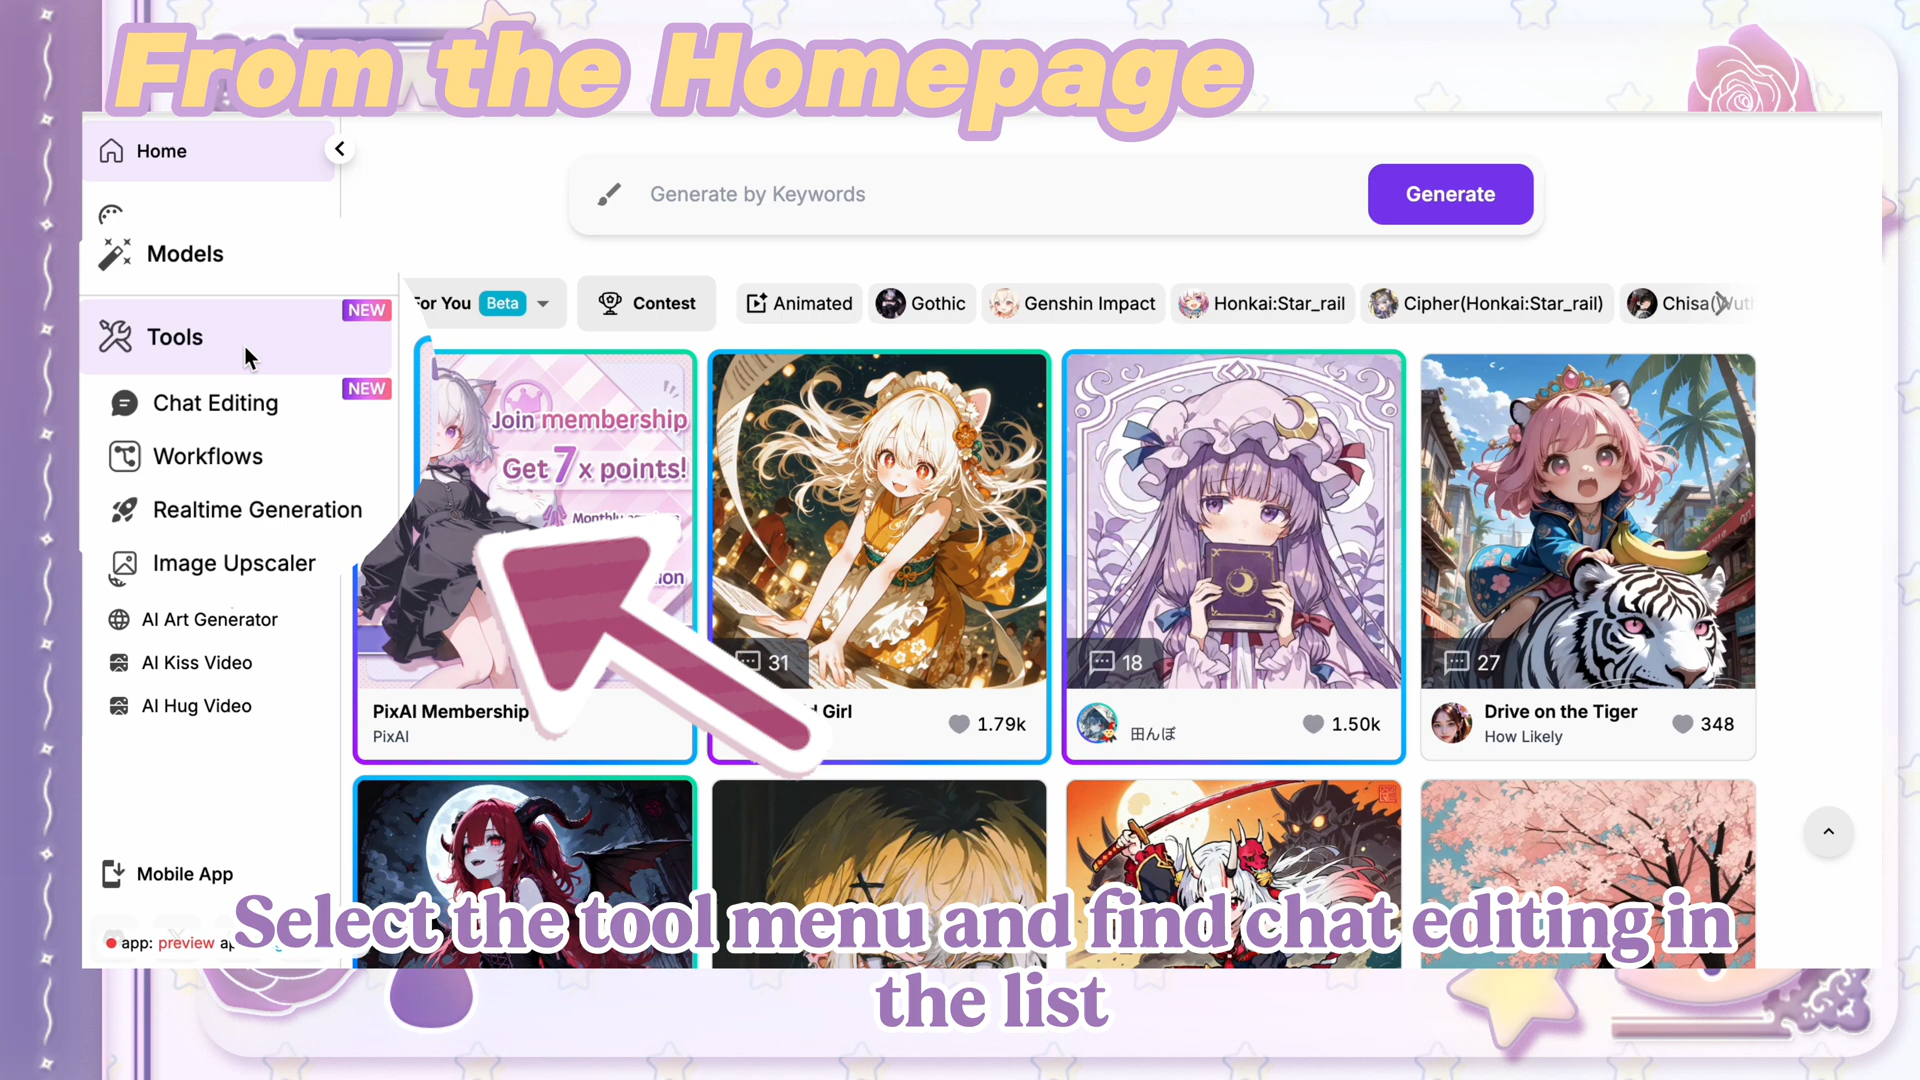 From the Homepage
Home
Generate by Keywords
Generate
Models
NEW
Tools
For You Beta
Contest
Animated
Gothic
Genshin Impact
Honkai:Star_rail
Cipher(Honkai:Star_rail)
Chisa(
NEW
Chat Editing
Workflows
Realtime Generation
Image Upscaler
AI Art Generator
AI Kiss Video
AI Hug Video
Join membership
Get 7x points!
31
18
27
PixAI Membership
PixAI
Girl
1.79k
田んぼ
1.50k
Drive on the Tiger
How Likely
348
Mobile App
app: preview
Select the tool menu and find chat editing in
the list